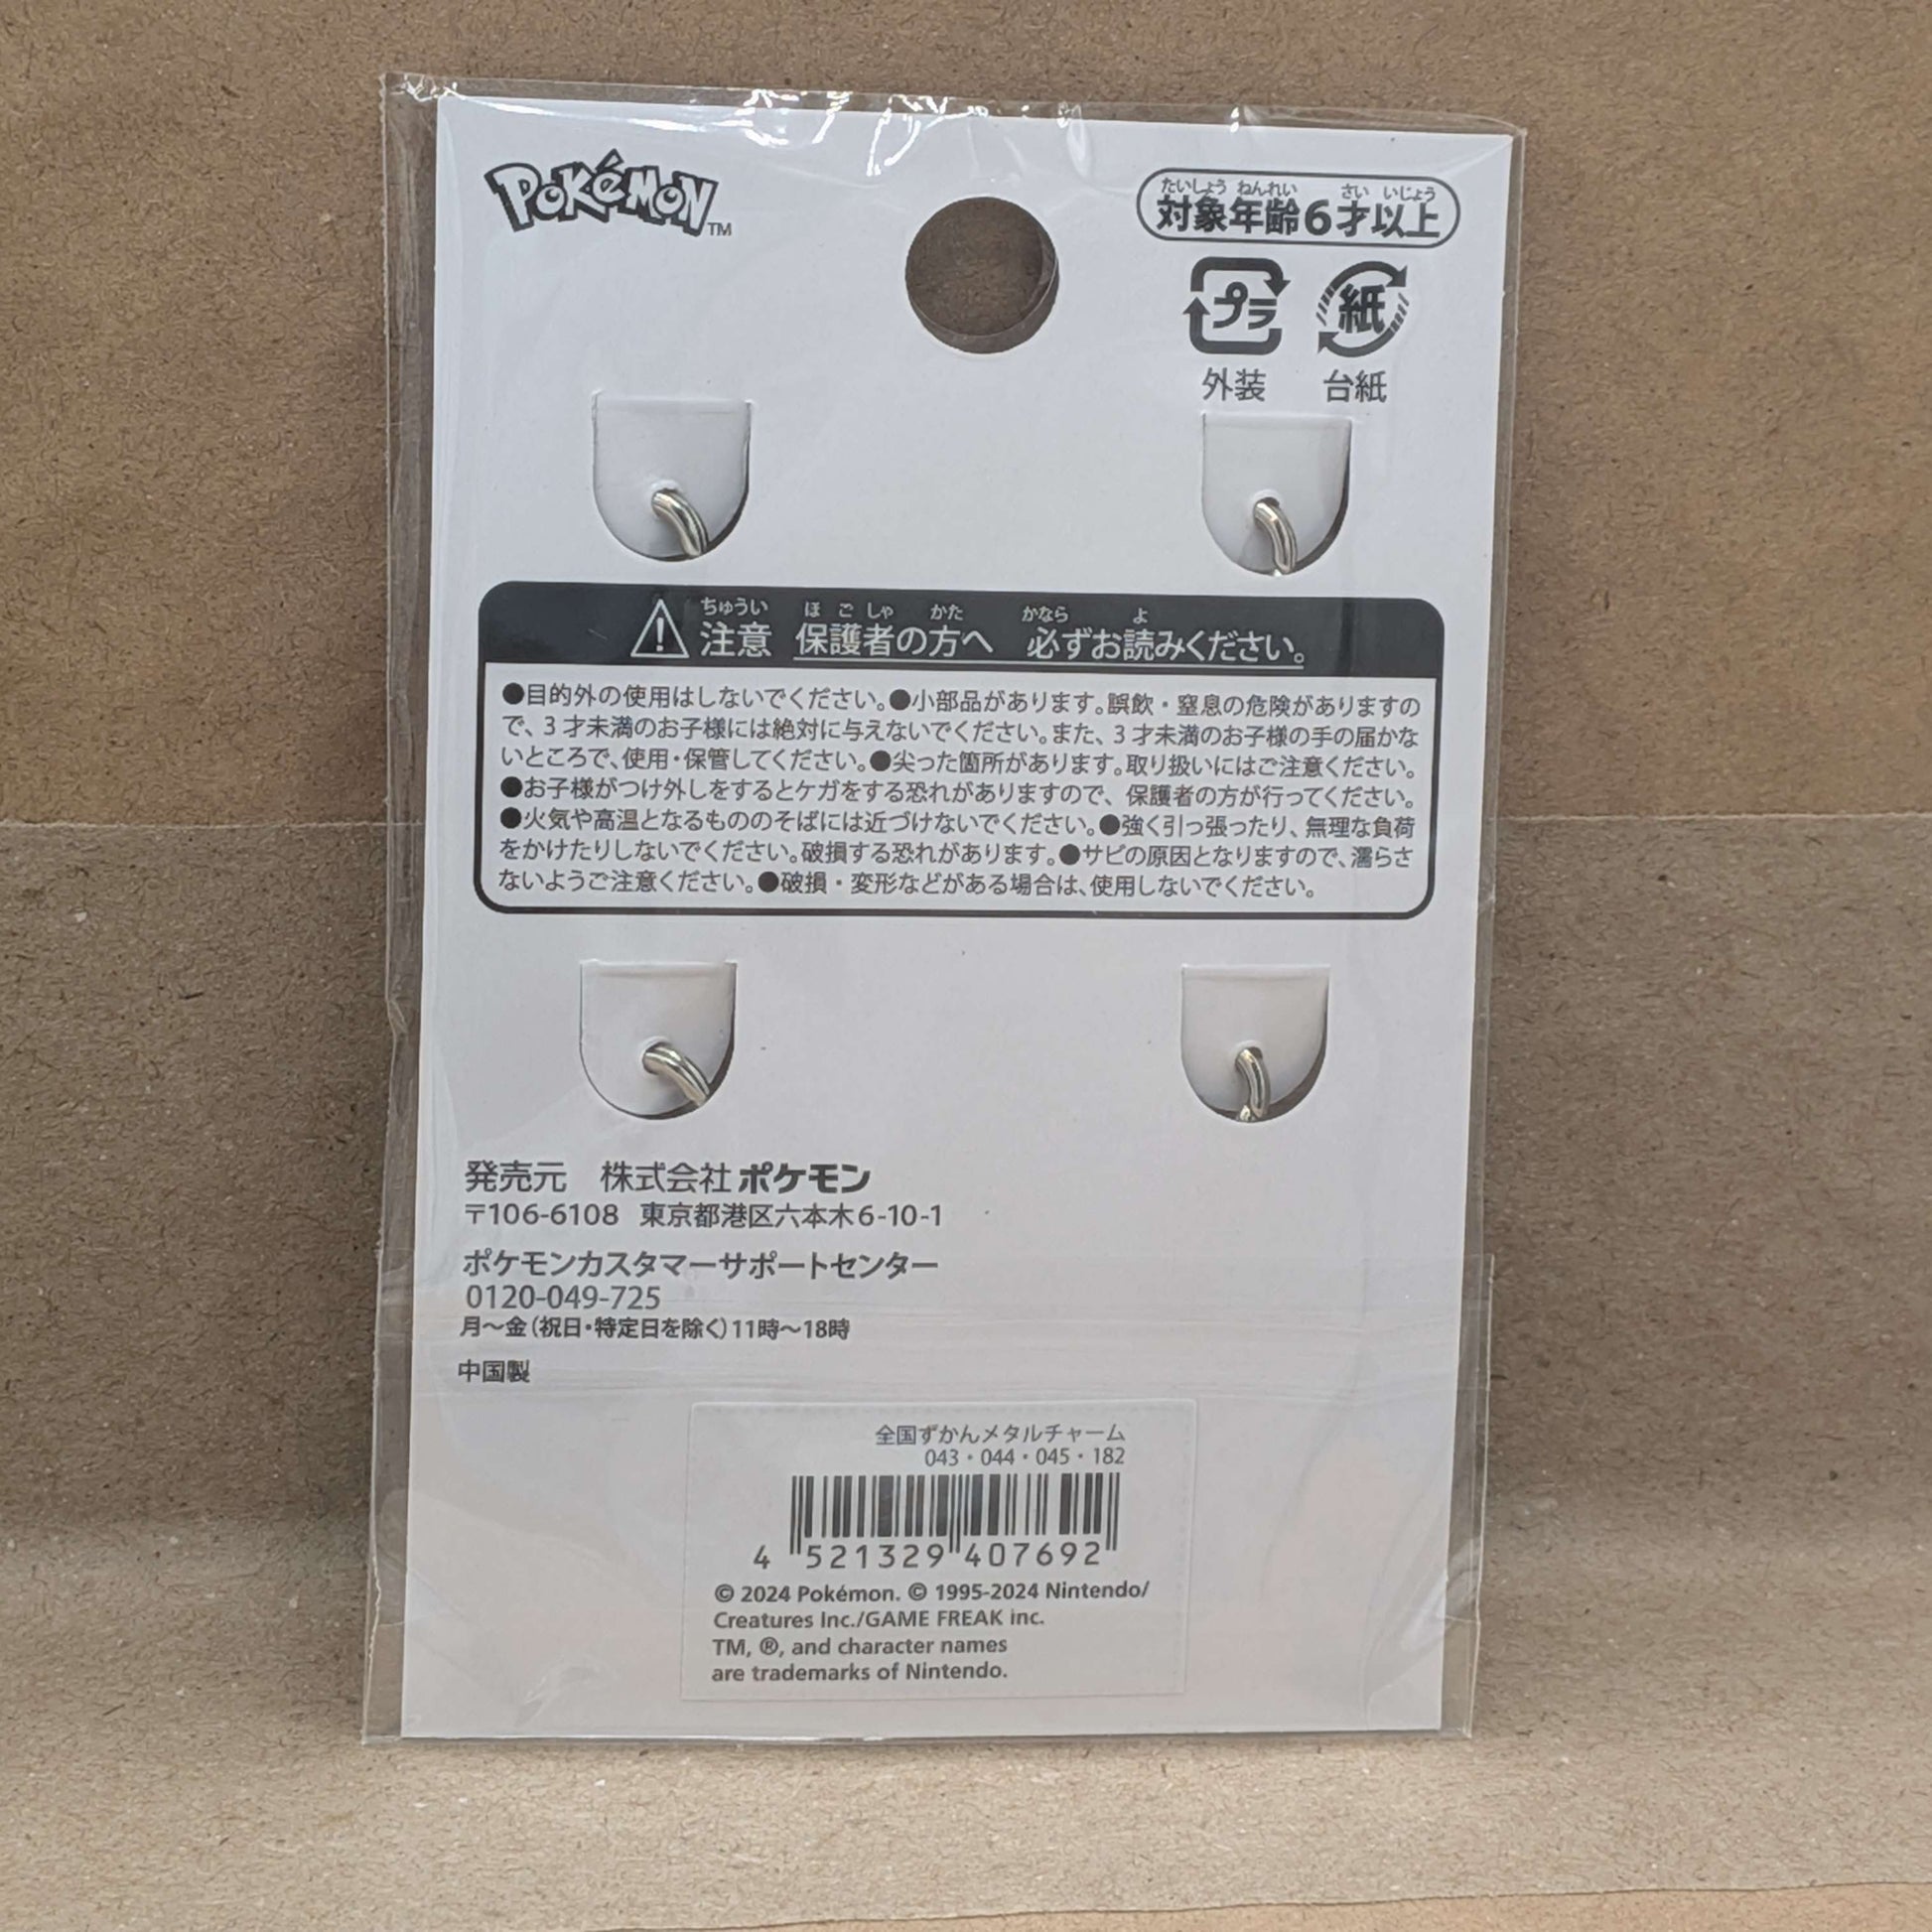 Pokémon™
たいしょう ねんれい さい いじょう
対象年齢6才以上
プラ 紙
外装 台紙
ちゅうい ほごしゃ かた かなら よ
注意 保護者の方へ 必ずお読みください。
●目的外の使用はしないでください。●小部品があります。誤飲・窒息の危険がありますの
で、3才未満のお子様には絶対に与えないでください。また、3才未満のお子様の手の届かな
いところで、使用・保管してください。●尖った箇所があります。取り扱いにはご注意ください。
●お子様がつけ外しをするとケガをする恐れがありますので、保護者の方が行ってください。
●火気や高温となるもののそばには近づけないでください。●強く引っ張ったり、無理な負荷
をかけたりしないでください。破損する恐れがあります。●サビの原因となりますので、濡らさ
ないようご注意ください。●破損・変形などがある場合は、使用しないでください。
発売元 株式会社ポケモン
〒106-6108 東京都港区六本木6-10-1
ポケモンカスタマーサポートセンター
0120-049-725
月～金(祝日・特定日を除く)11時～18時
中国製
全国ずかんメタルチャーム
043・044・045・182
4 521329 407692
© 2024 Pokémon. © 1995-2024 Nintendo/
Creatures Inc./GAME FREAK inc.
TM, ®, and character names
are trademarks of Nintendo.